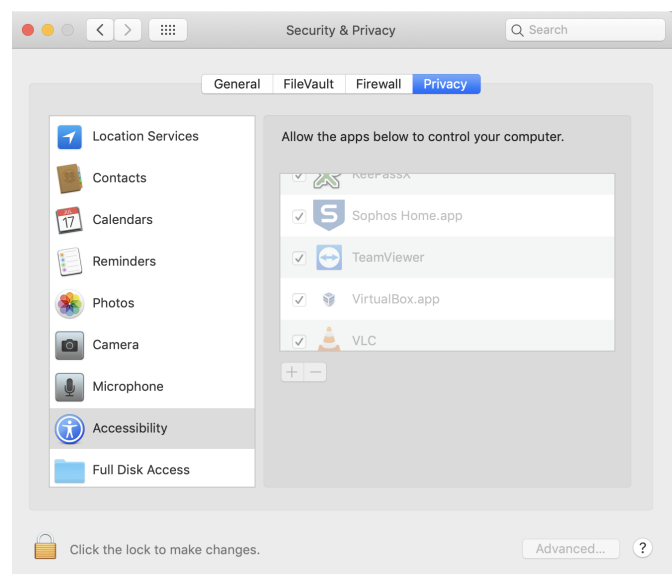 Security & Privacy
Search
General FileVault Firewall Privacy
Location Services
Contacts
Calendars
Reminders
Photos
Camera
Microphone
Accessibility
Full Disk Access
Allow the apps below to control your computer.
KeePassX
Sophos Home.app
TeamViewer
VirtualBox.app
VLC
+ −
Click the lock to make changes.
Advanced... ?
JUL
17
S